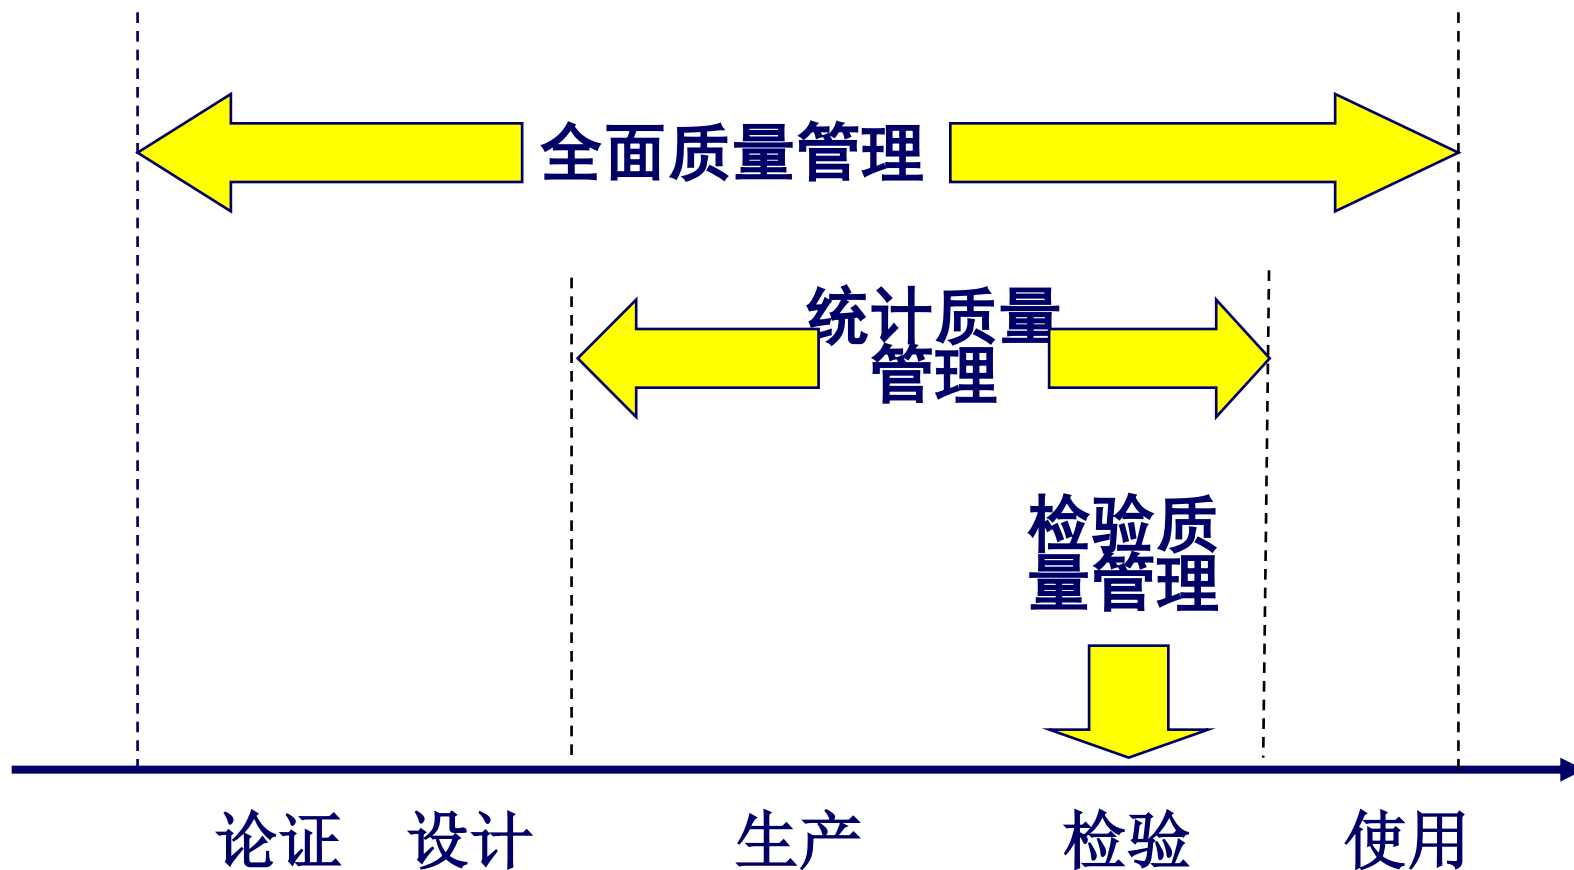 全面质量管理
统计质量
管理
检验质
量管理
论证 设计 生产 检验 使用